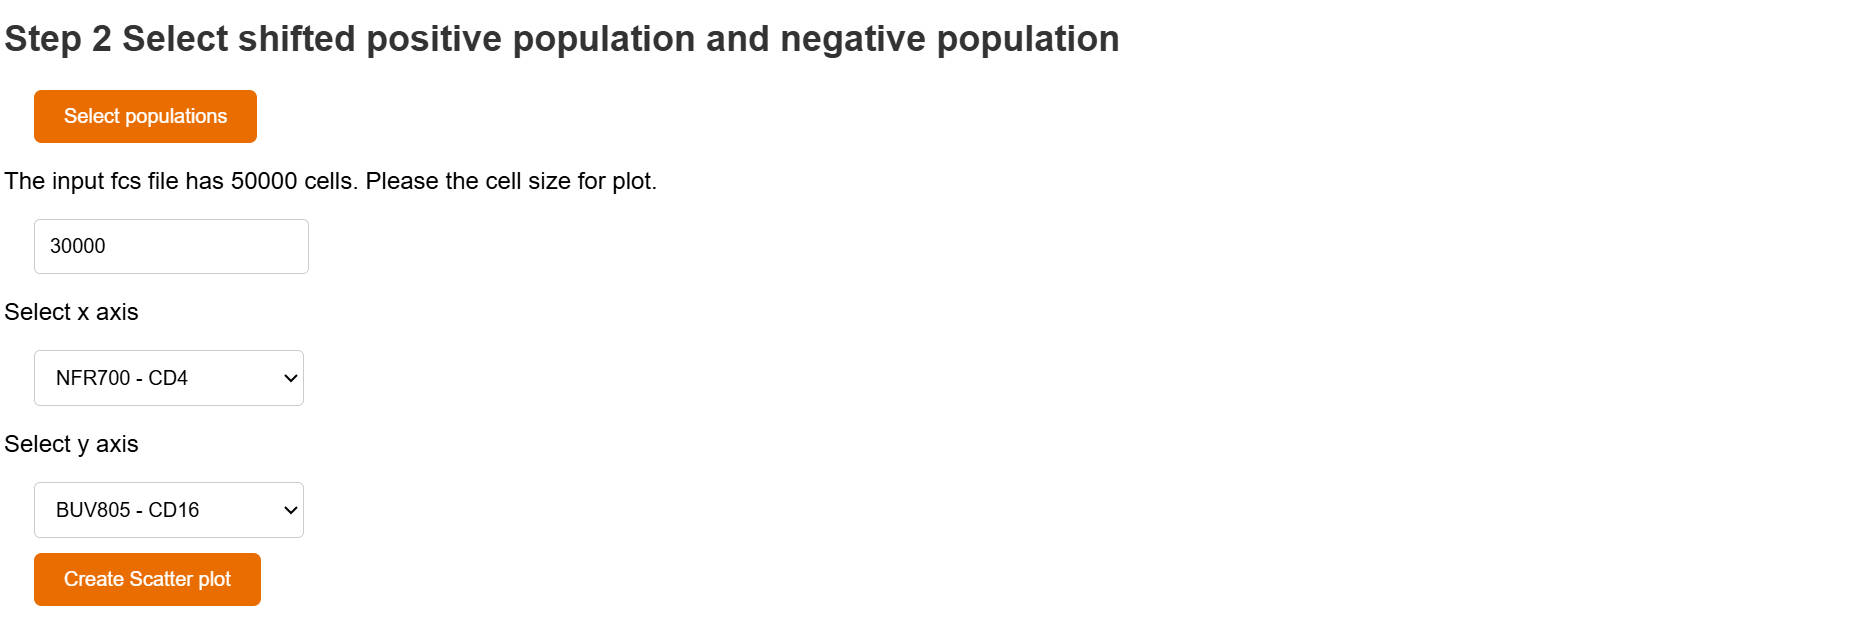 Step 2 Select shifted positive population and negative population
Select populations
The input fcs file has 50000 cells. Please the cell size for plot.
30000
Select x axis
NFR700 - CD4
Select y axis
BUV805 - CD16
Create Scatter plot